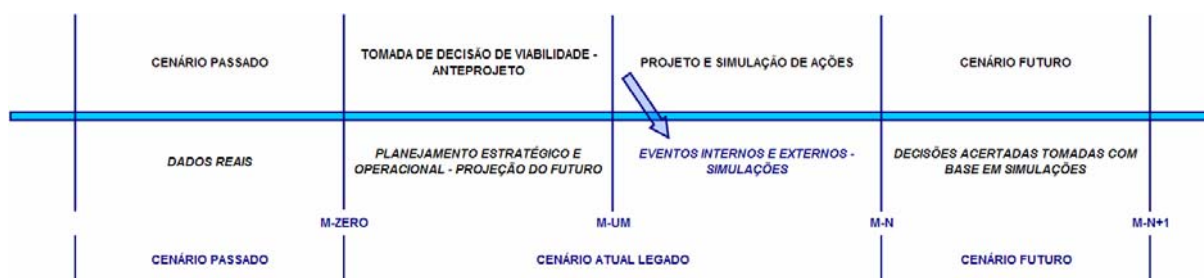 CENÁRIO PASSADO
TOMADA DE DECISÃO DE VIABILIDADE -
ANTEPROJETO
PROJETO E SIMULAÇÃO DE AÇÕES
CENÁRIO FUTURO
DADOS REAIS
PLANEJAMENTO ESTRATÉGICO E
OPERACIONAL - PROJEÇÃO DO FUTURO
EVENTOS INTERNOS E EXTERNOS -
SIMULAÇÕES
DECISÕES ACERTADAS TOMADAS COM
BASE EM SIMULAÇÕES
M-ZERO
M-UM
M-N
M-N+1
CENÁRIO PASSADO
CENÁRIO ATUAL LEGADO
CENÁRIO FUTURO